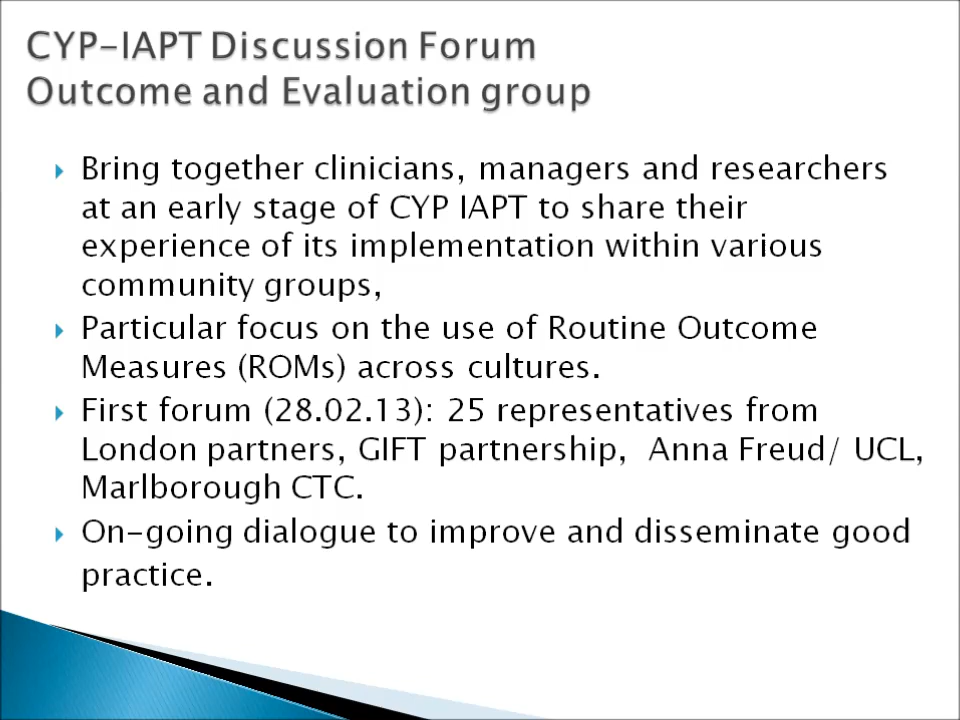 CYP-IAPT Discussion Forum
Outcome and Evaluation group
Bring together clinicians, managers and researchers
at an early stage of CYP IAPT to share their
experience of its implementation within various
community groups,
Particular focus on the use of Routine Outcome
Measures (ROMs) across cultures.
First forum (28.02.13): 25 representatives from
London partners, GIFT partnership,  Anna Freud/ UCL,
Marlborough CTC.
On-going dialogue to improve and disseminate good
practice.